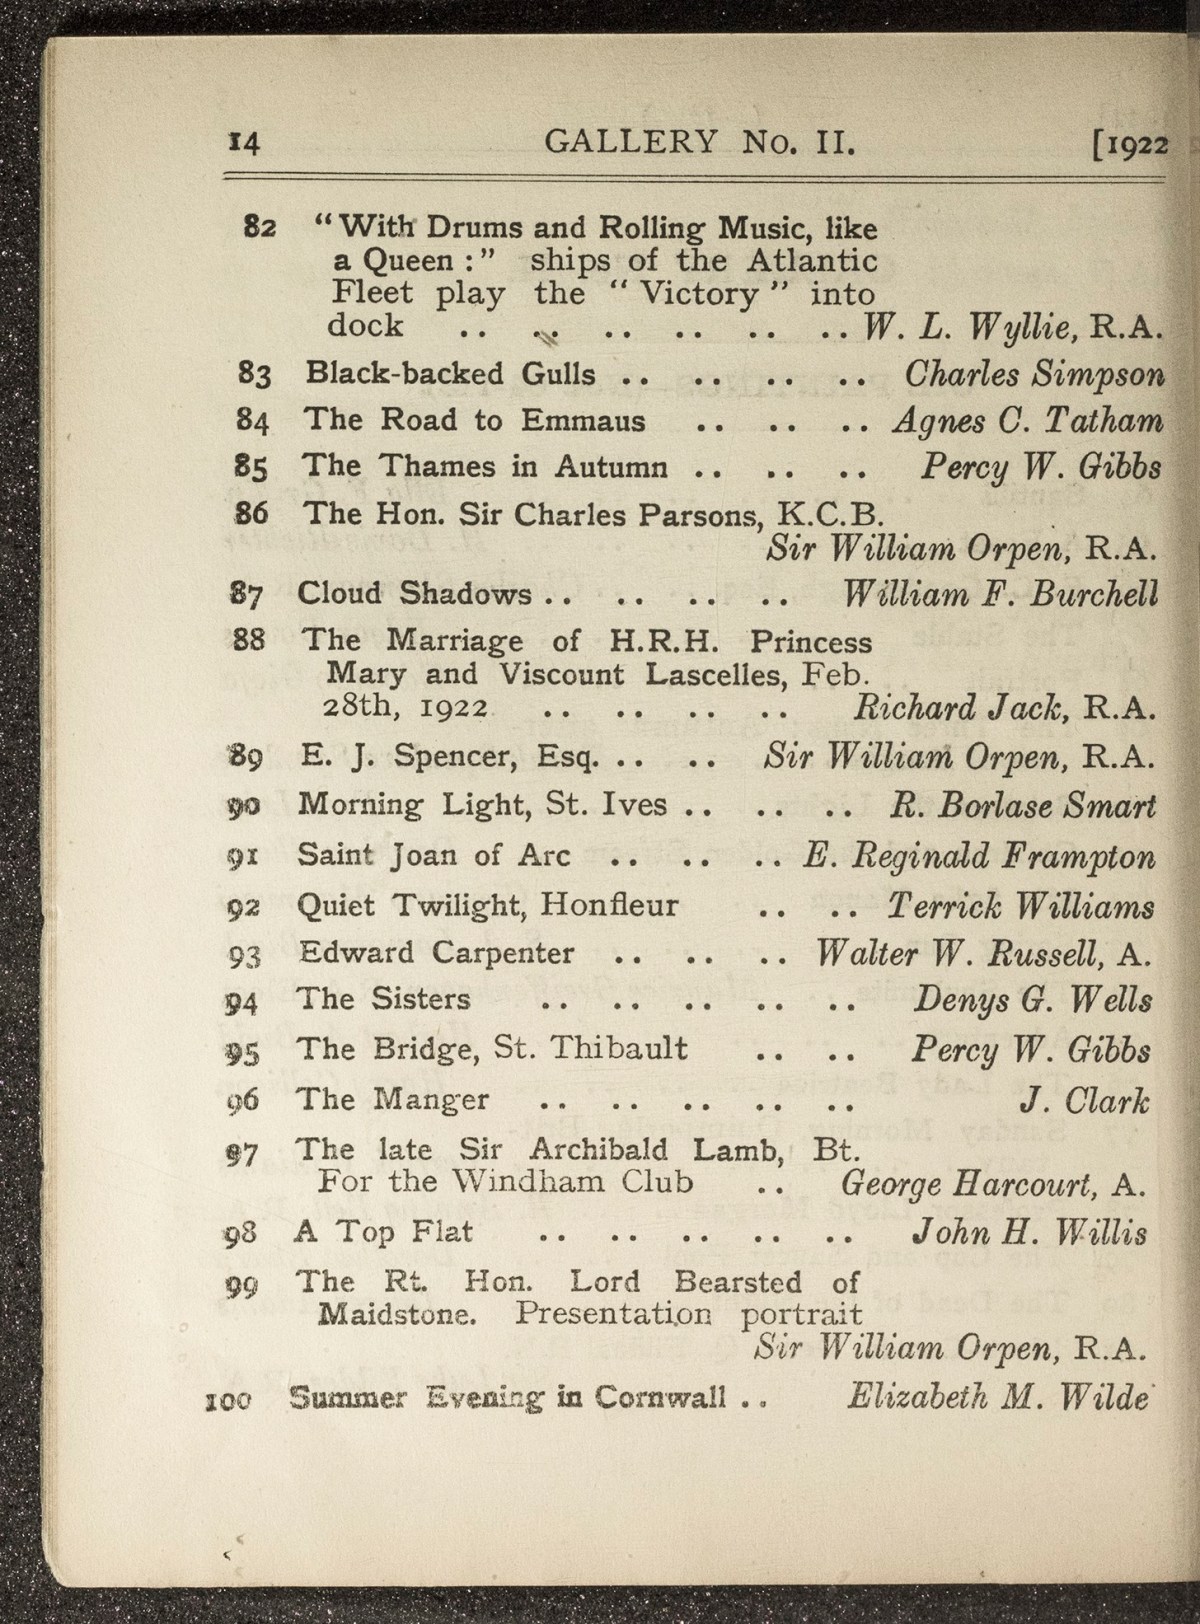 14 GALLERY No. II. [1922
82 “With Drums and Rolling Music, like
a Queen :” ships of the Atlantic
Fleet play the “Victory” into
dock .. .. .. .. .. .. W. L. Wyllie, R.A.
83 Black-backed Gulls .. .. .. .. Charles Simpson
84 The Road to Emmaus .. .. .. Agnes C. Tatham
85 The Thames in Autumn .. .. .. Percy W. Gibbs
86 The Hon. Sir Charles Parsons, K.C.B.
Sir William Orpen, R.A.
87 Cloud Shadows .. .. .. .. William F. Burchell
88 The Marriage of H.R.H. Princess
Mary and Viscount Lascelles, Feb.
28th, 1922 .. .. .. .. Richard Jack, R.A.
89 E. J. Spencer, Esq. .. .. Sir William Orpen, R.A.
90 Morning Light, St. Ives .. .. .. R. Borlase Smart
91 Saint Joan of Arc .. .. .. E. Reginald Frampton
92 Quiet Twilight, Honfleur .. .. Terrick Williams
93 Edward Carpenter .. .. .. Walter W. Russell, A.
94 The Sisters .. .. .. .. .. Denys G. Wells
95 The Bridge, St. Thibault .. .. Percy W. Gibbs
96 The Manger .. .. .. .. .. J. Clark
97 The late Sir Archibald Lamb, Bt.
For the Windham Club .. George Harcourt, A.
98 A Top Flat .. .. .. .. .. John H. Willis
99 The Rt. Hon. Lord Bearsted of
Maidstone. Presentation portrait
Sir William Orpen, R.A.
100 Summer Evening in Cornwall .. Elizabeth M. Wilde